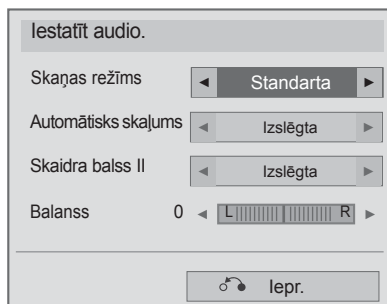 Iestatīt audio.
Skaņas režīms ◄ Standarta ►
Automātisks skaļums ◄ Izslēgta ►
Skaidra balss II ◄ Izslēgta ►
Balanss 0 ◄ L R ►
Iepr.